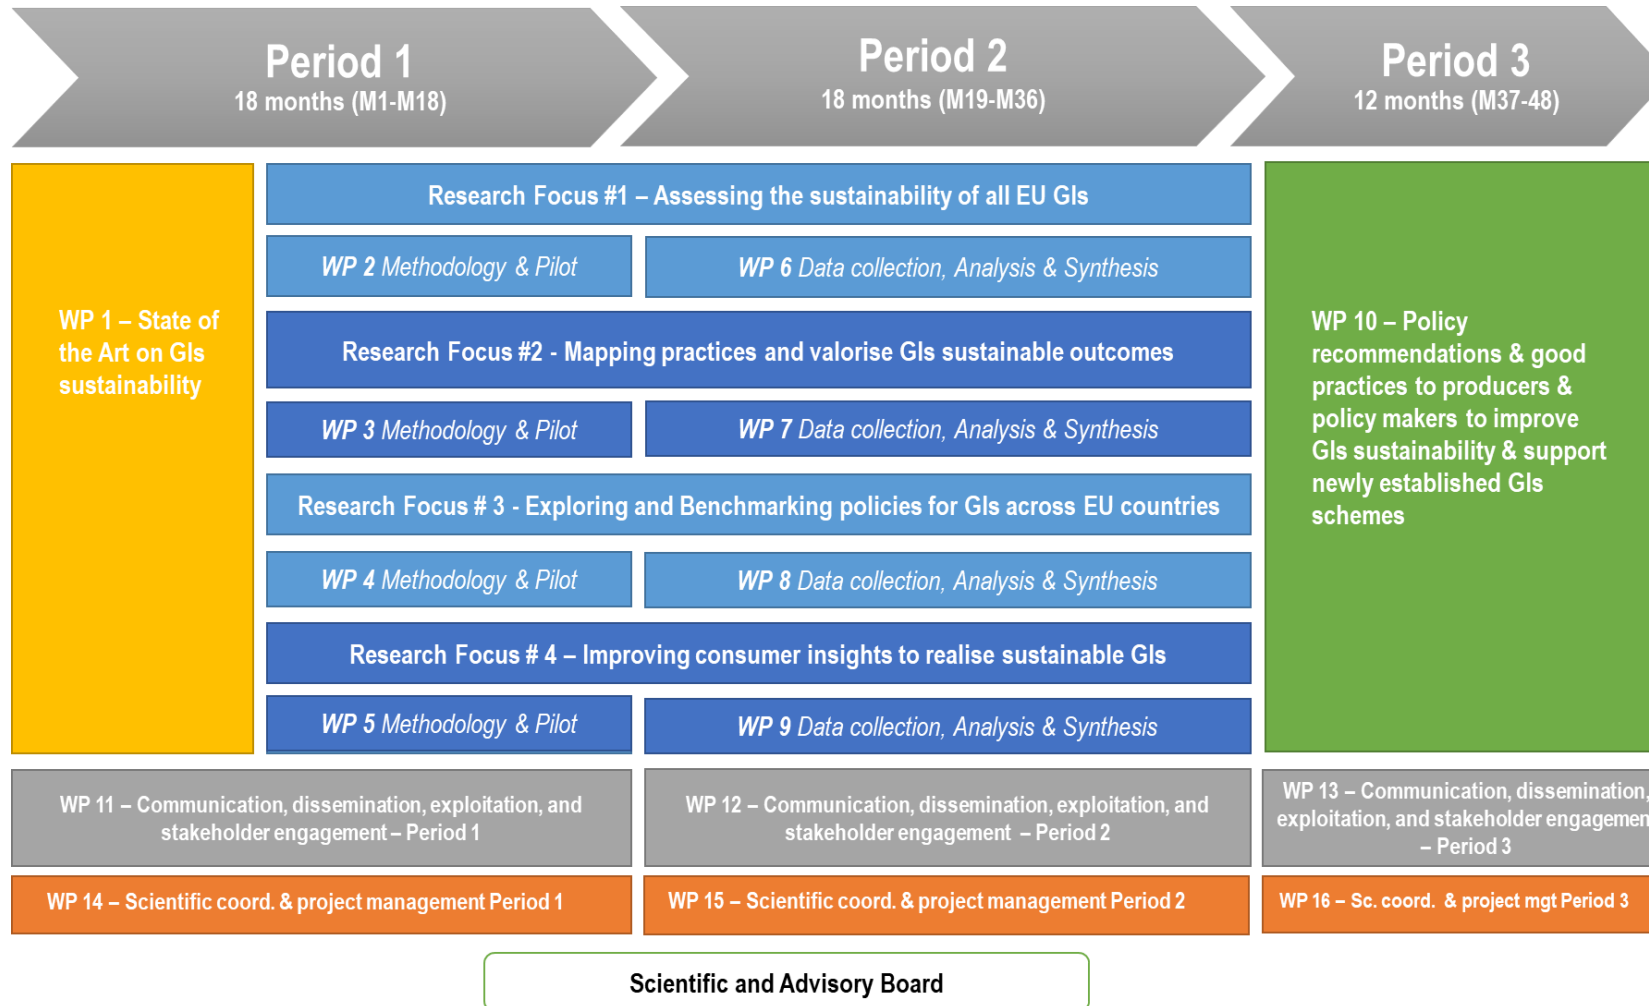 Period 1
18 months (M1-M18)
Period 2
18 months (M19-M36)
Period 3
12 months (M37-48)
WP 1 – State of
the Art on GIs
sustainability
Research Focus #1 – Assessing the sustainability of all EU GIs
WP 2 Methodology & Pilot
WP 6 Data collection, Analysis & Synthesis
Research Focus #2 - Mapping practices and valorise GIs sustainable outcomes
WP 3 Methodology & Pilot
WP 7 Data collection, Analysis & Synthesis
Research Focus # 3 - Exploring and Benchmarking policies for GIs across EU countries
WP 4 Methodology & Pilot
WP 8 Data collection, Analysis & Synthesis
Research Focus # 4 – Improving consumer insights to realise sustainable GIs
WP 5 Methodology & Pilot
WP 9 Data collection, Analysis & Synthesis
WP 10 – Policy
recommendations & good
practices to producers &
policy makers to improve
GIs sustainability & support
newly established GIs
schemes
WP 11 – Communication, dissemination, exploitation, and
stakeholder engagement – Period 1
WP 12 – Communication, dissemination, exploitation, and
stakeholder engagement – Period 2
WP 13 – Communication, dissemination,
exploitation, and stakeholder engagemen
– Period 3
WP 14 – Scientific coord. & project management Period 1
WP 15 – Scientific coord. & project management Period 2
WP 16 – Sc. coord. & project mgt Period 3
Scientific and Advisory Board